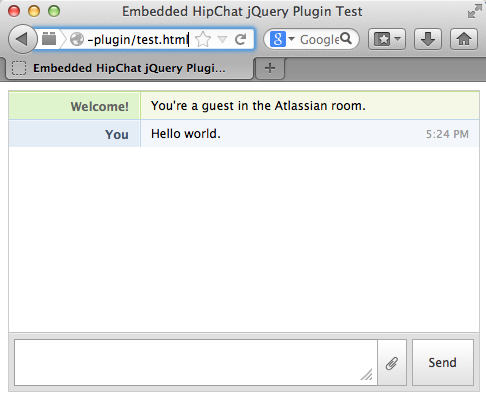 Embedded HipChat jQuery Plugin Test
-plugin/test.html
Google
Embedded HipChat jQuery Plugi...
Welcome! You're a guest in the Atlassian room.
You Hello world. 5:24 PM
Send